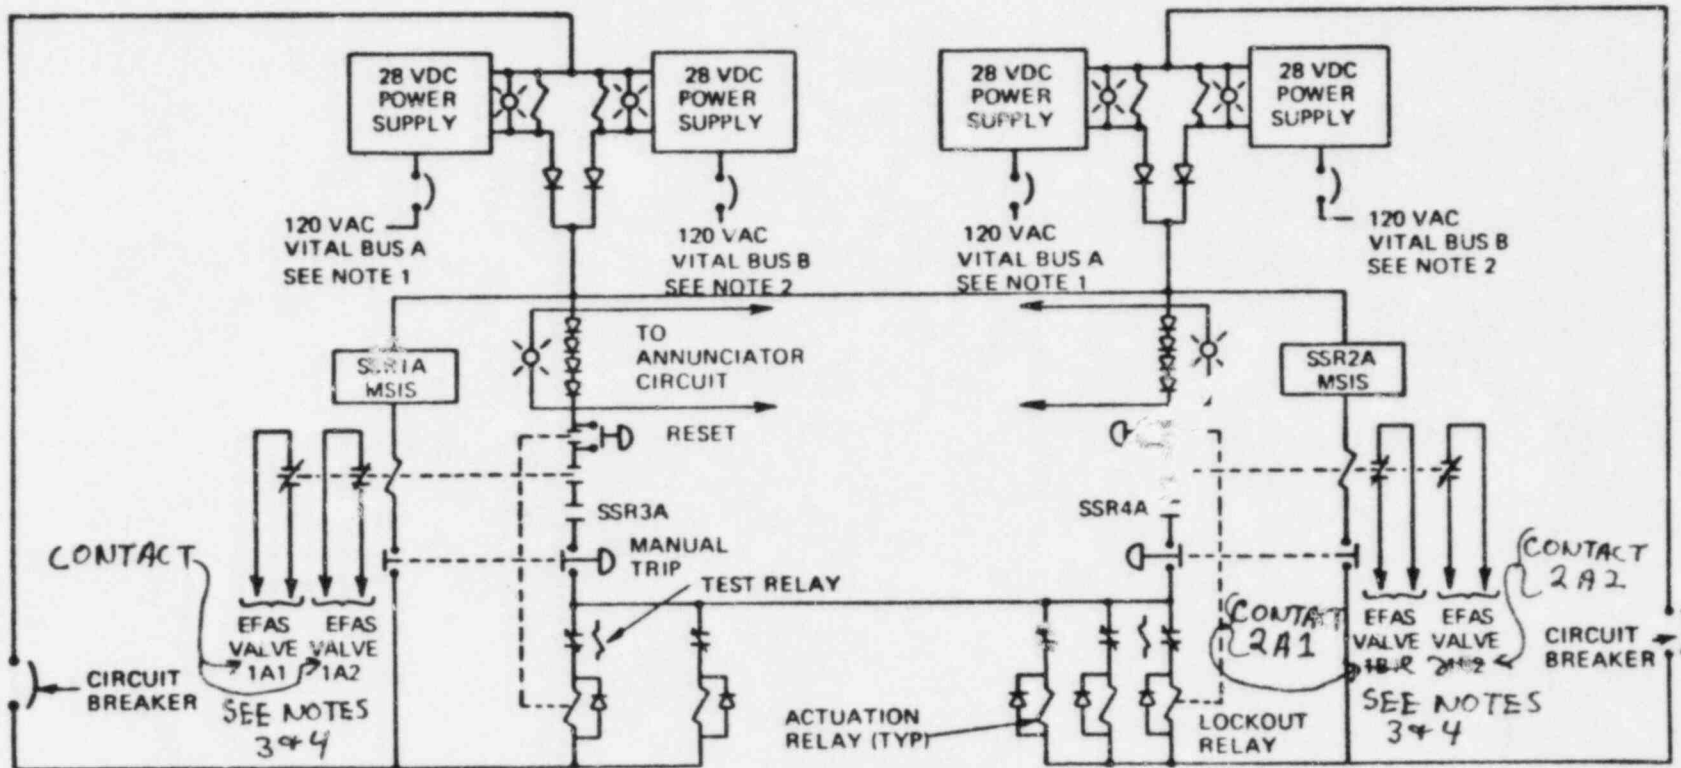 28 VDC
POWER
SUPPLY
28 VDC
POWER
SUPPLY
28 VDC
POWER
SUPPLY
28 VDC
POWER
SUPPLY
120 VAC
VITAL BUS A
SEE NOTE 1
120 VAC
VITAL BUS B
SEE NOTE 2
120 VAC
VITAL BUS A
SEE NOTE 1
120 VAC
VITAL BUS B
SEE NOTE 2
MSIS
TO
ANNUNCIATOR
CIRCUIT
SSR2A
MSIS
RESET
SSR3A
SSR4A
MANUAL
TRIP
TEST RELAY
CONTACT
EFAS
VALVE
1A1
EFAS
VALVE
1A2
SEE NOTES
3 & 4
CIRCUIT
BREAKER
ACTUATION
RELAY (TYP)
LOCKOUT
RELAY
CONTACT
2A1
CONTACT
2A2
EFAS
VALVE
EFAS
VALVE
SEE NOTES
3 & 4
CIRCUIT
BREAKER